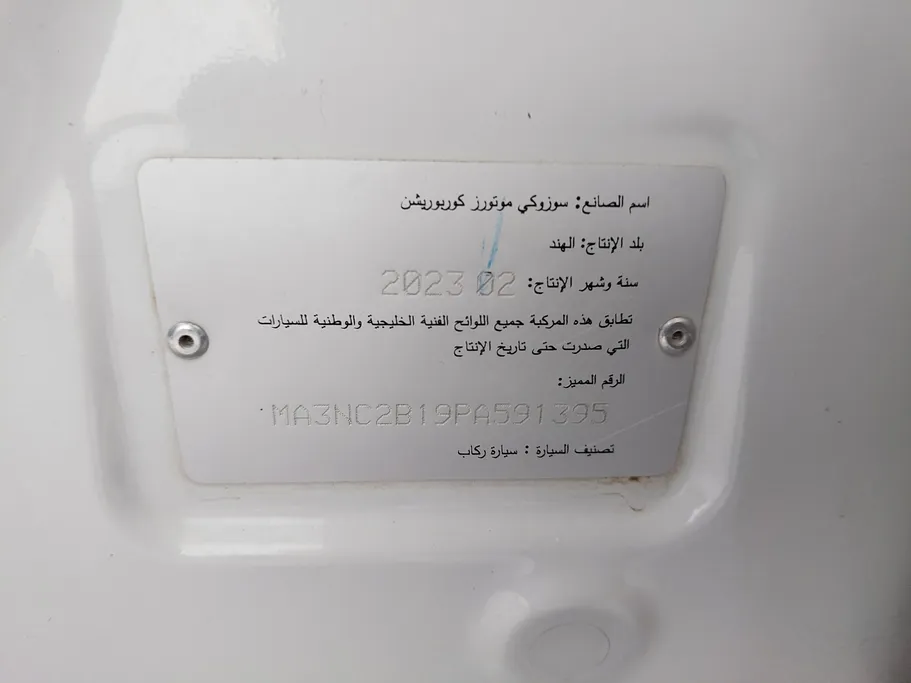 اسم الصانع: سوزوكي موتورز كوربوريشن
بلد الإنتاج: الهند
سنة وشهر الإنتاج: 2023 02
تطابق هذه المركبة جميع اللوائح الفنية الخليجية والوطنية للسيارات
التي صدرت حتى تاريخ الإنتاج
الرقم المميز:
MA3NC2B19PA591395
تصنيف السيارة : سيارة ركاب